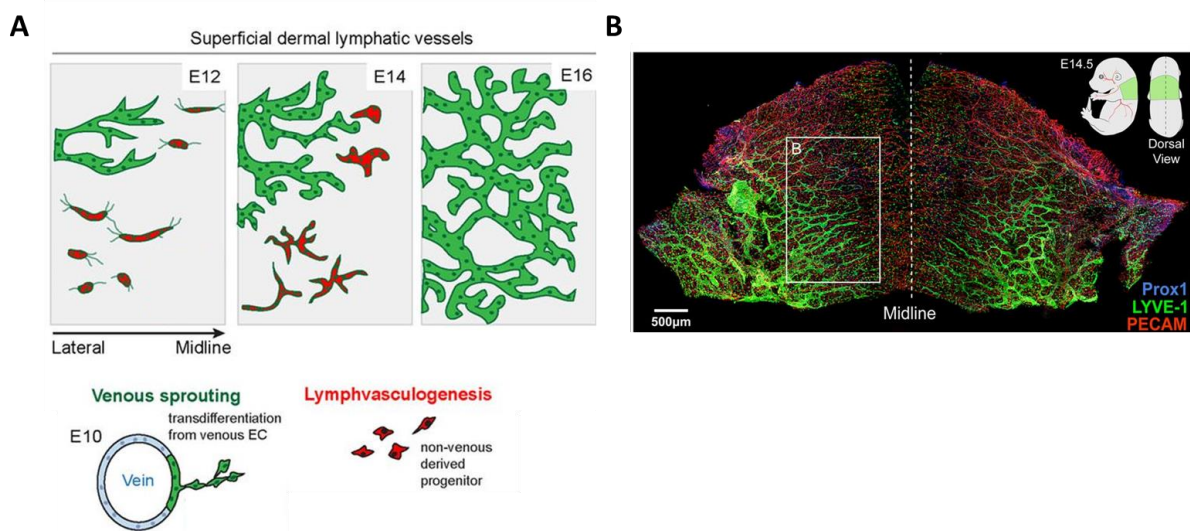 A
Superficial dermal lymphatic vessels
E12
E14
E16
Lateral
Midline
Venous sprouting
transdifferentiation
from venous EC
E10
Vein
Lymphvasculogenesis
non-venous
derived
progenitor
B
E14.5
Dorsal
View
B
Prox1
LYVE-1
PECAM
Midline
500µm